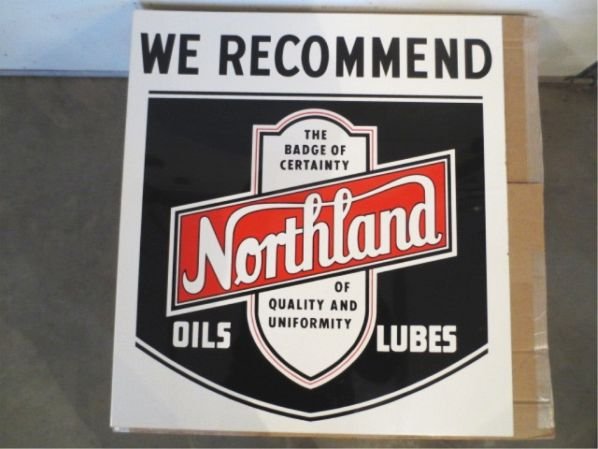 WE RECOMMEND
THE
BADGE OF
CERTAINTY
Northland
OF
QUALITY AND
UNIFORMITY
OILS LUBES